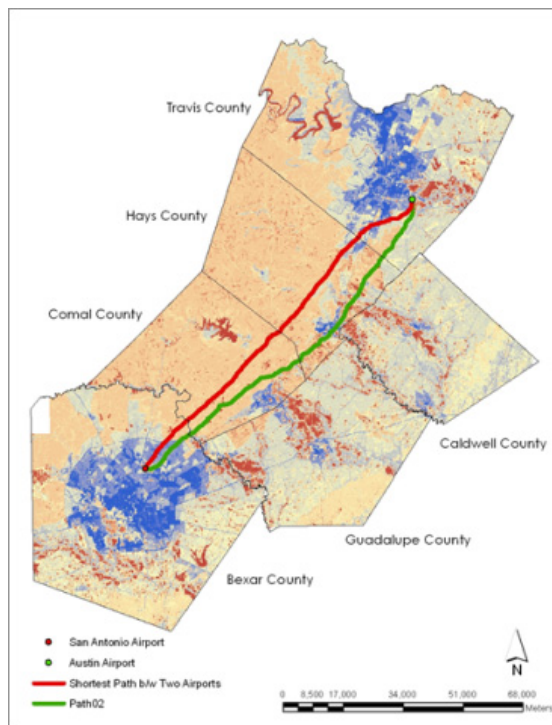 Travis County
Hays County
Comal County
Caldwell County
Guadalupe County
Bexar County
San Antonio Airport
Austin Airport
Shortest Path b/w Two Airports
Path02
N
0 8,500 17,000 34,000 51,000 68,000
Meters